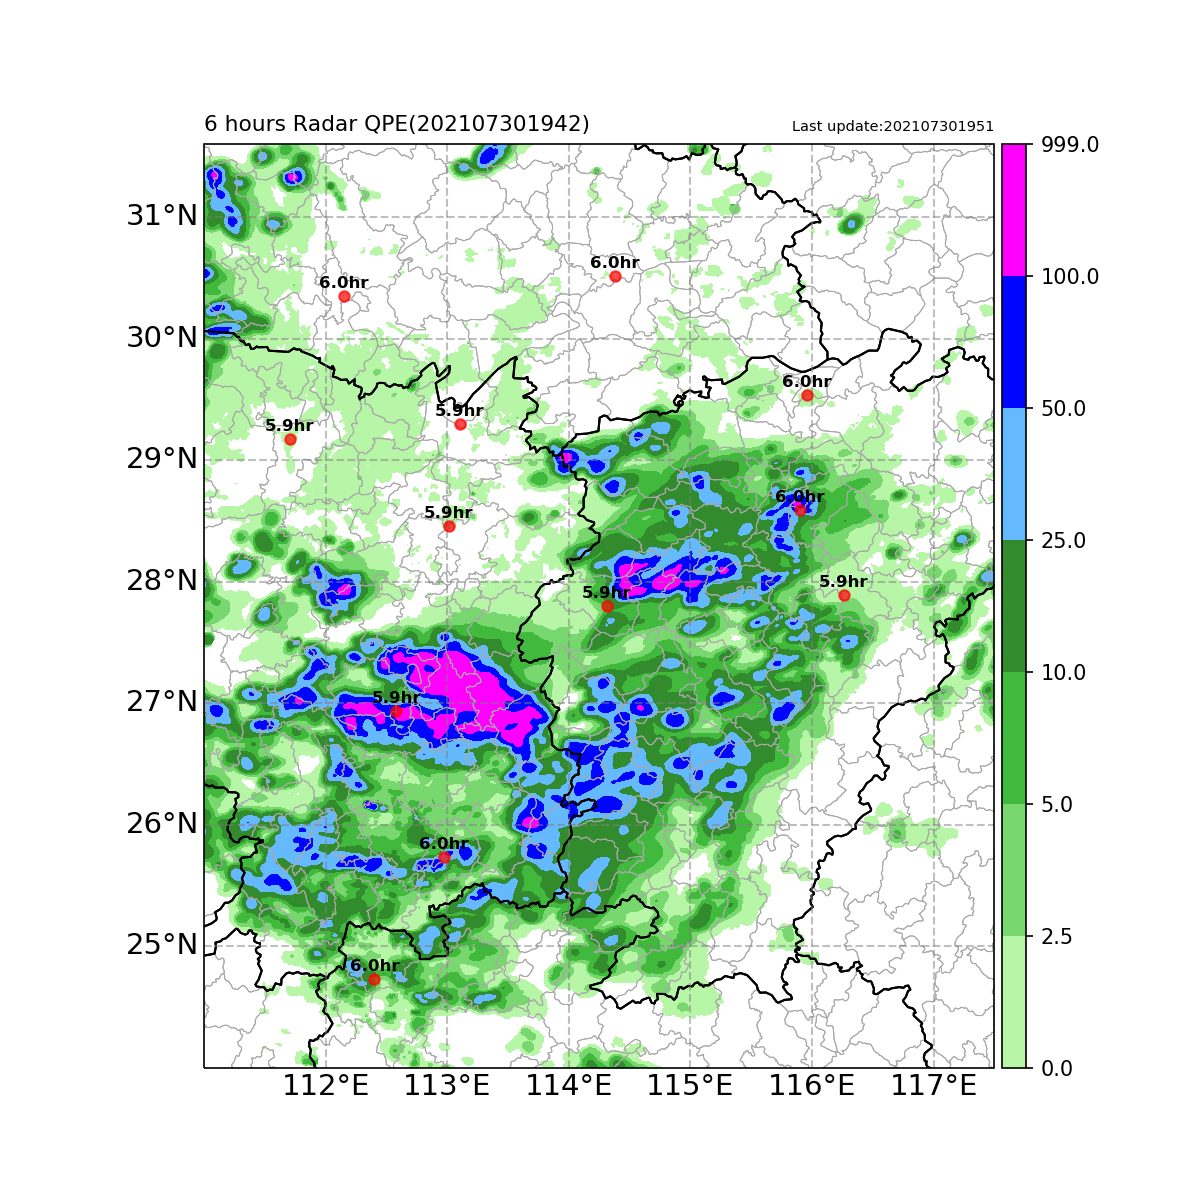 6 hours Radar QPE(202107301942)
Last update:202107301951
999.0
31°N
6.0hr
6.0hr
100.0
30°N
6.0hr
50.0
5.9hr
5.9hr
29°N
6.0hr
5.9hr
25.0
28°N
5.9hr
5.9hr
10.0
27°N
5.9hr
5.0
26°N
6.0hr
2.5
25°N
6.0hr
0.0
112°E 113°E 114°E 115°E 116°E 117°E